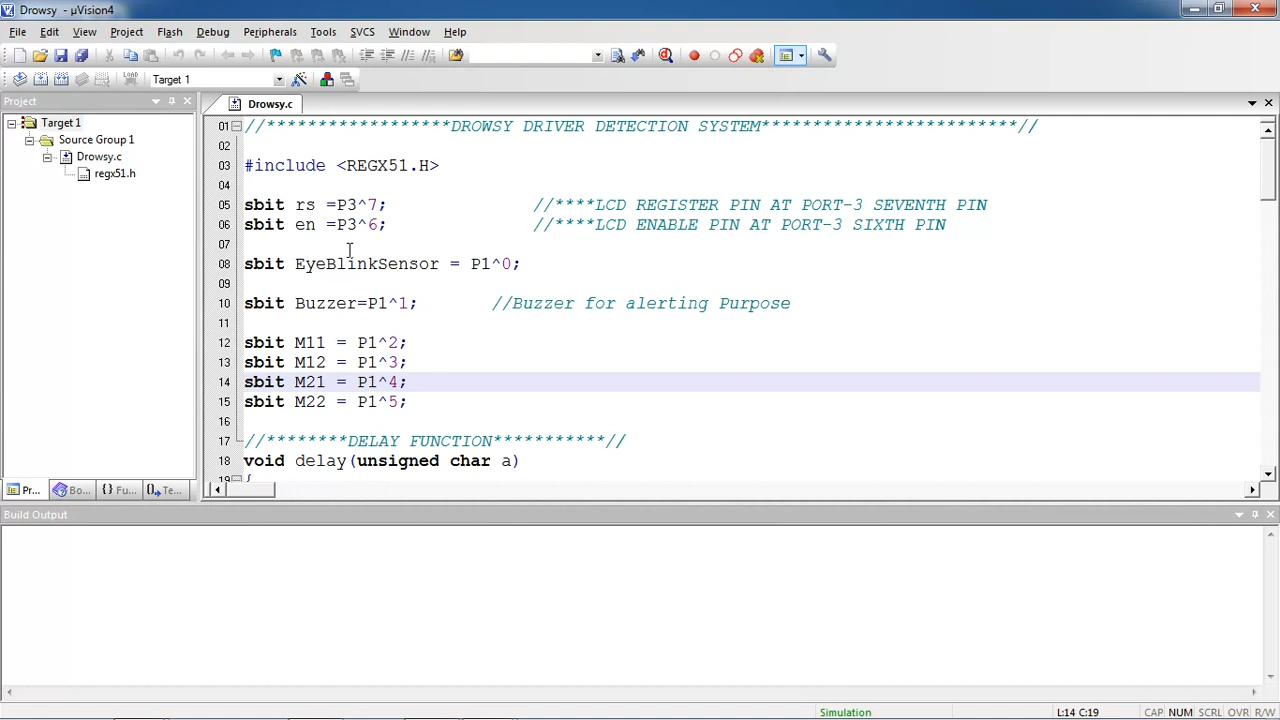 Drowsy - µVision4
File Edit View Project Flash Debug Peripherals Tools SVCS Window Help
LOAD Target 1
Project
Drowsy.c
Target 1
Source Group 1
Drowsy.c
regx51.h
01 //*****************DROWSY DRIVER DETECTION SYSTEM*************************//
02
03 #include <REGX51.H>
04
05 sbit rs =P3^7; //****LCD REGISTER PIN AT PORT-3 SEVENTH PIN
06 sbit en =P3^6; //****LCD ENABLE PIN AT PORT-3 SIXTH PIN
07
08 sbit EyeBlinkSensor = P1^0;
09
10 sbit Buzzer=P1^1; //Buzzer for alerting Purpose
11
12 sbit M11 = P1^2;
13 sbit M12 = P1^3;
14 sbit M21 = P1^4;
15 sbit M22 = P1^5;
16
17 //********DELAY FUNCTION***********//
18 void delay(unsigned char a)
19 {
Pr... Bo... {} Fu... Te...
Build Output
Simulation L:14 C:19 CAP NUM SCRL OVR R/W